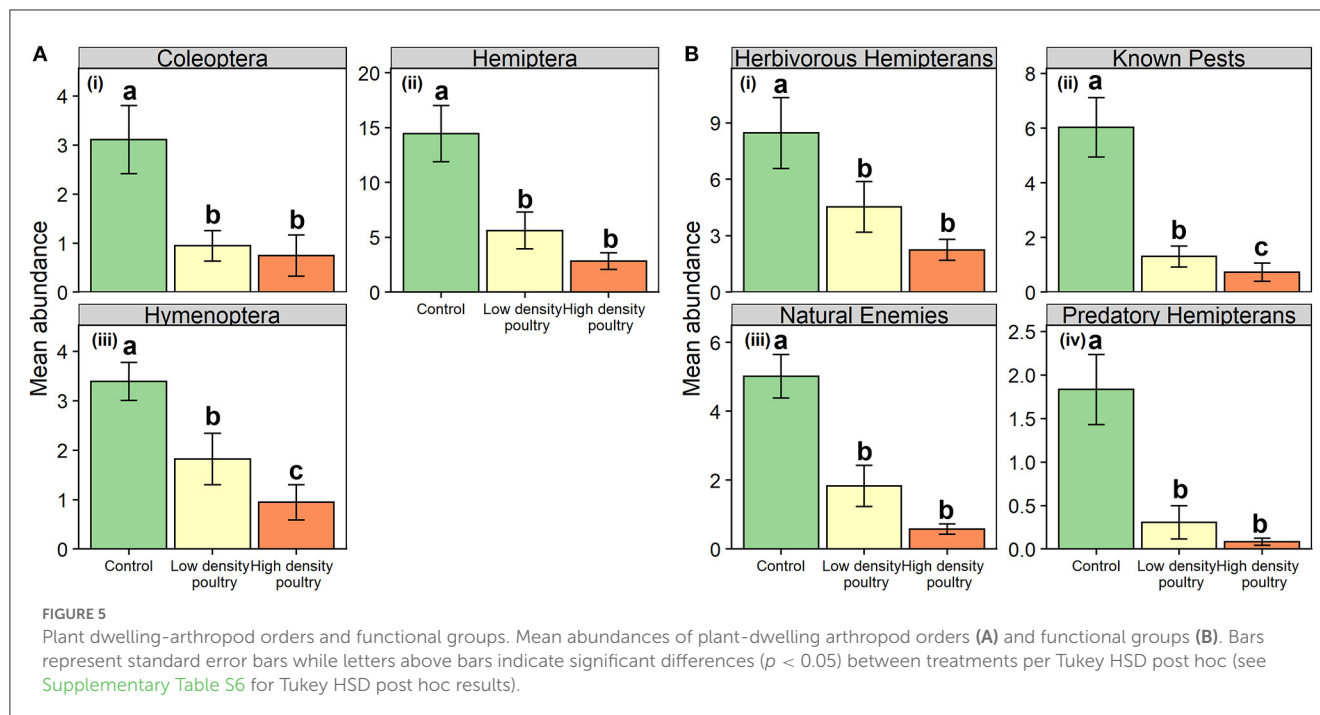 A
Coleoptera
(i)
a
b
b
4
3
2
1
0
Hemiptera
(ii)
a
b
b
20
15
10
5
0
Control
Low density poultry
High density poultry
Hymenoptera
(iii)
a
b
c
4
3
2
1
0
Control
Low density poultry
High density poultry
Mean abundance
B
Herbivorous Hemipterans
(i)
a
b
b
9
6
3
0
Known Pests
(ii)
a
b
c
8
6
4
2
0
Natural Enemies
(iii)
a
b
b
6
4
2
0
Control
Low density poultry
High density poultry
Predatory Hemipterans
(iv)
a
b
b
2.5
2.0
1.5
1.0
0.5
0.0
Control
Low density poultry
High density poultry
Mean abundance
FIGURE 5
Plant dwelling-arthropod orders and functional groups. Mean abundances of plant-dwelling arthropod orders (A) and functional groups (B). Bars
represent standard error bars while letters above bars indicate significant differences (p < 0.05) between treatments per Tukey HSD post hoc (see
Supplementary Table S6 for Tukey HSD post hoc results).